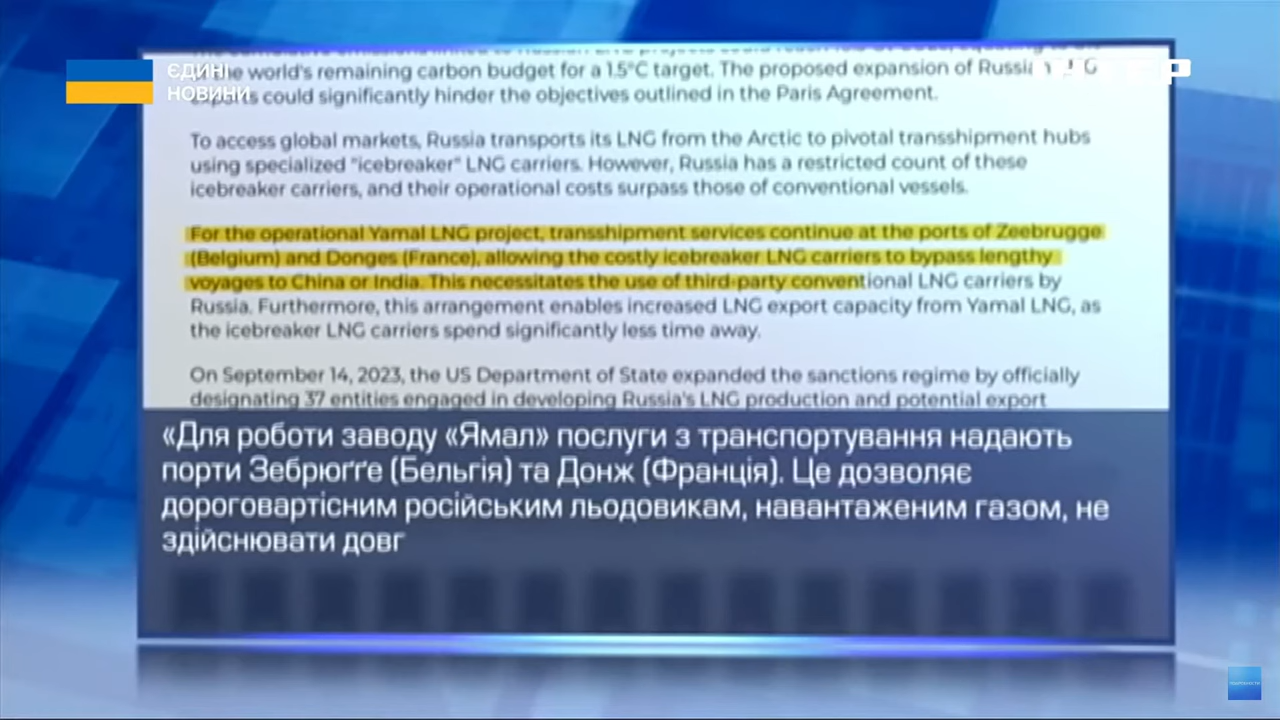 ЄДИНІ
НОВИНИ
the world's remaining carbon budget for a 1.5°C target. The proposed expansion of Russian LNG
could significantly hinder the objectives outlined in the Paris Agreement.
To access global markets, Russia transports its LNG from the Arctic to pivotal transshipment hubs
using specialized "icebreaker" LNG carriers. However, Russia has a restricted count of these
icebreaker carriers, and their operational costs surpass those of conventional vessels.
For the operational Yamal LNG project, transshipment services continue at the ports of Zeebrugge
(Belgium) and Donges (France), allowing the costly icebreaker LNG carriers to bypass lengthy
voyages to China or India. This necessitates the use of third-party conventional LNG carriers by
Russia. Furthermore, this arrangement enables increased LNG export capacity from Yamal LNG, as
the icebreaker LNG carriers spend significantly less time away.
On September 14, 2023, the US Department of State expanded the sanctions regime by officially
designating 37 entities engaged in developing Russia's LNG production and potential export
«Для роботи заводу «Ямал» послуги з транспортування надають
порти Зебрюґґе (Бельгія) та Донж (Франція). Це дозволяє
дороговартісним російським льодовикам, навантаженим газом, не
здійснювати довг